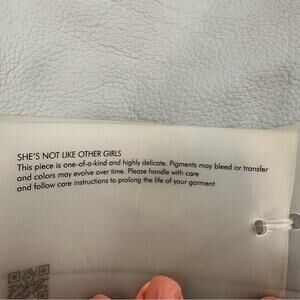 SHE'S NOT LIKE OTHER GIRLS
This piece is one-of-a-kind and highly delicate. Pigments may bleed or transfer
and colors may evolve over time. Please handle with care
and follow care instructions to prolong the life of your garment